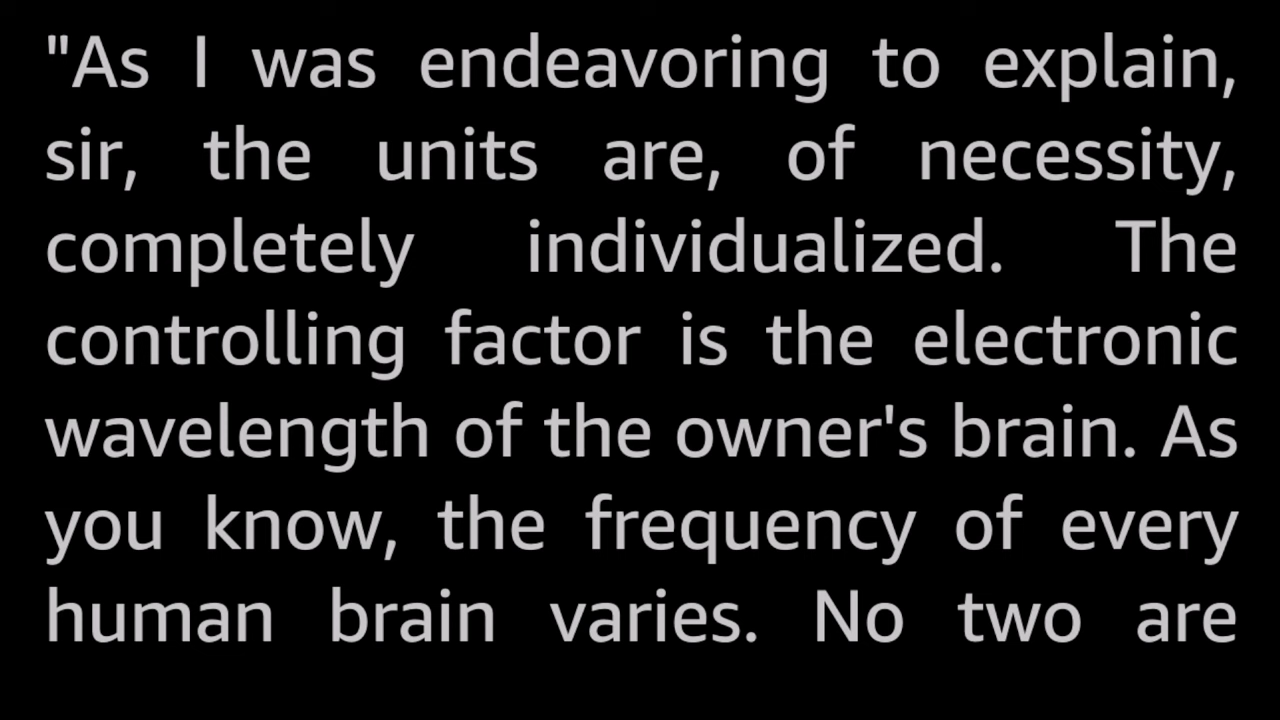 "As I was endeavoring to explain,
sir, the units are, of necessity,
completely individualized. The
controlling factor is the electronic
wavelength of the owner's brain. As
you know, the frequency of every
human brain varies. No two are